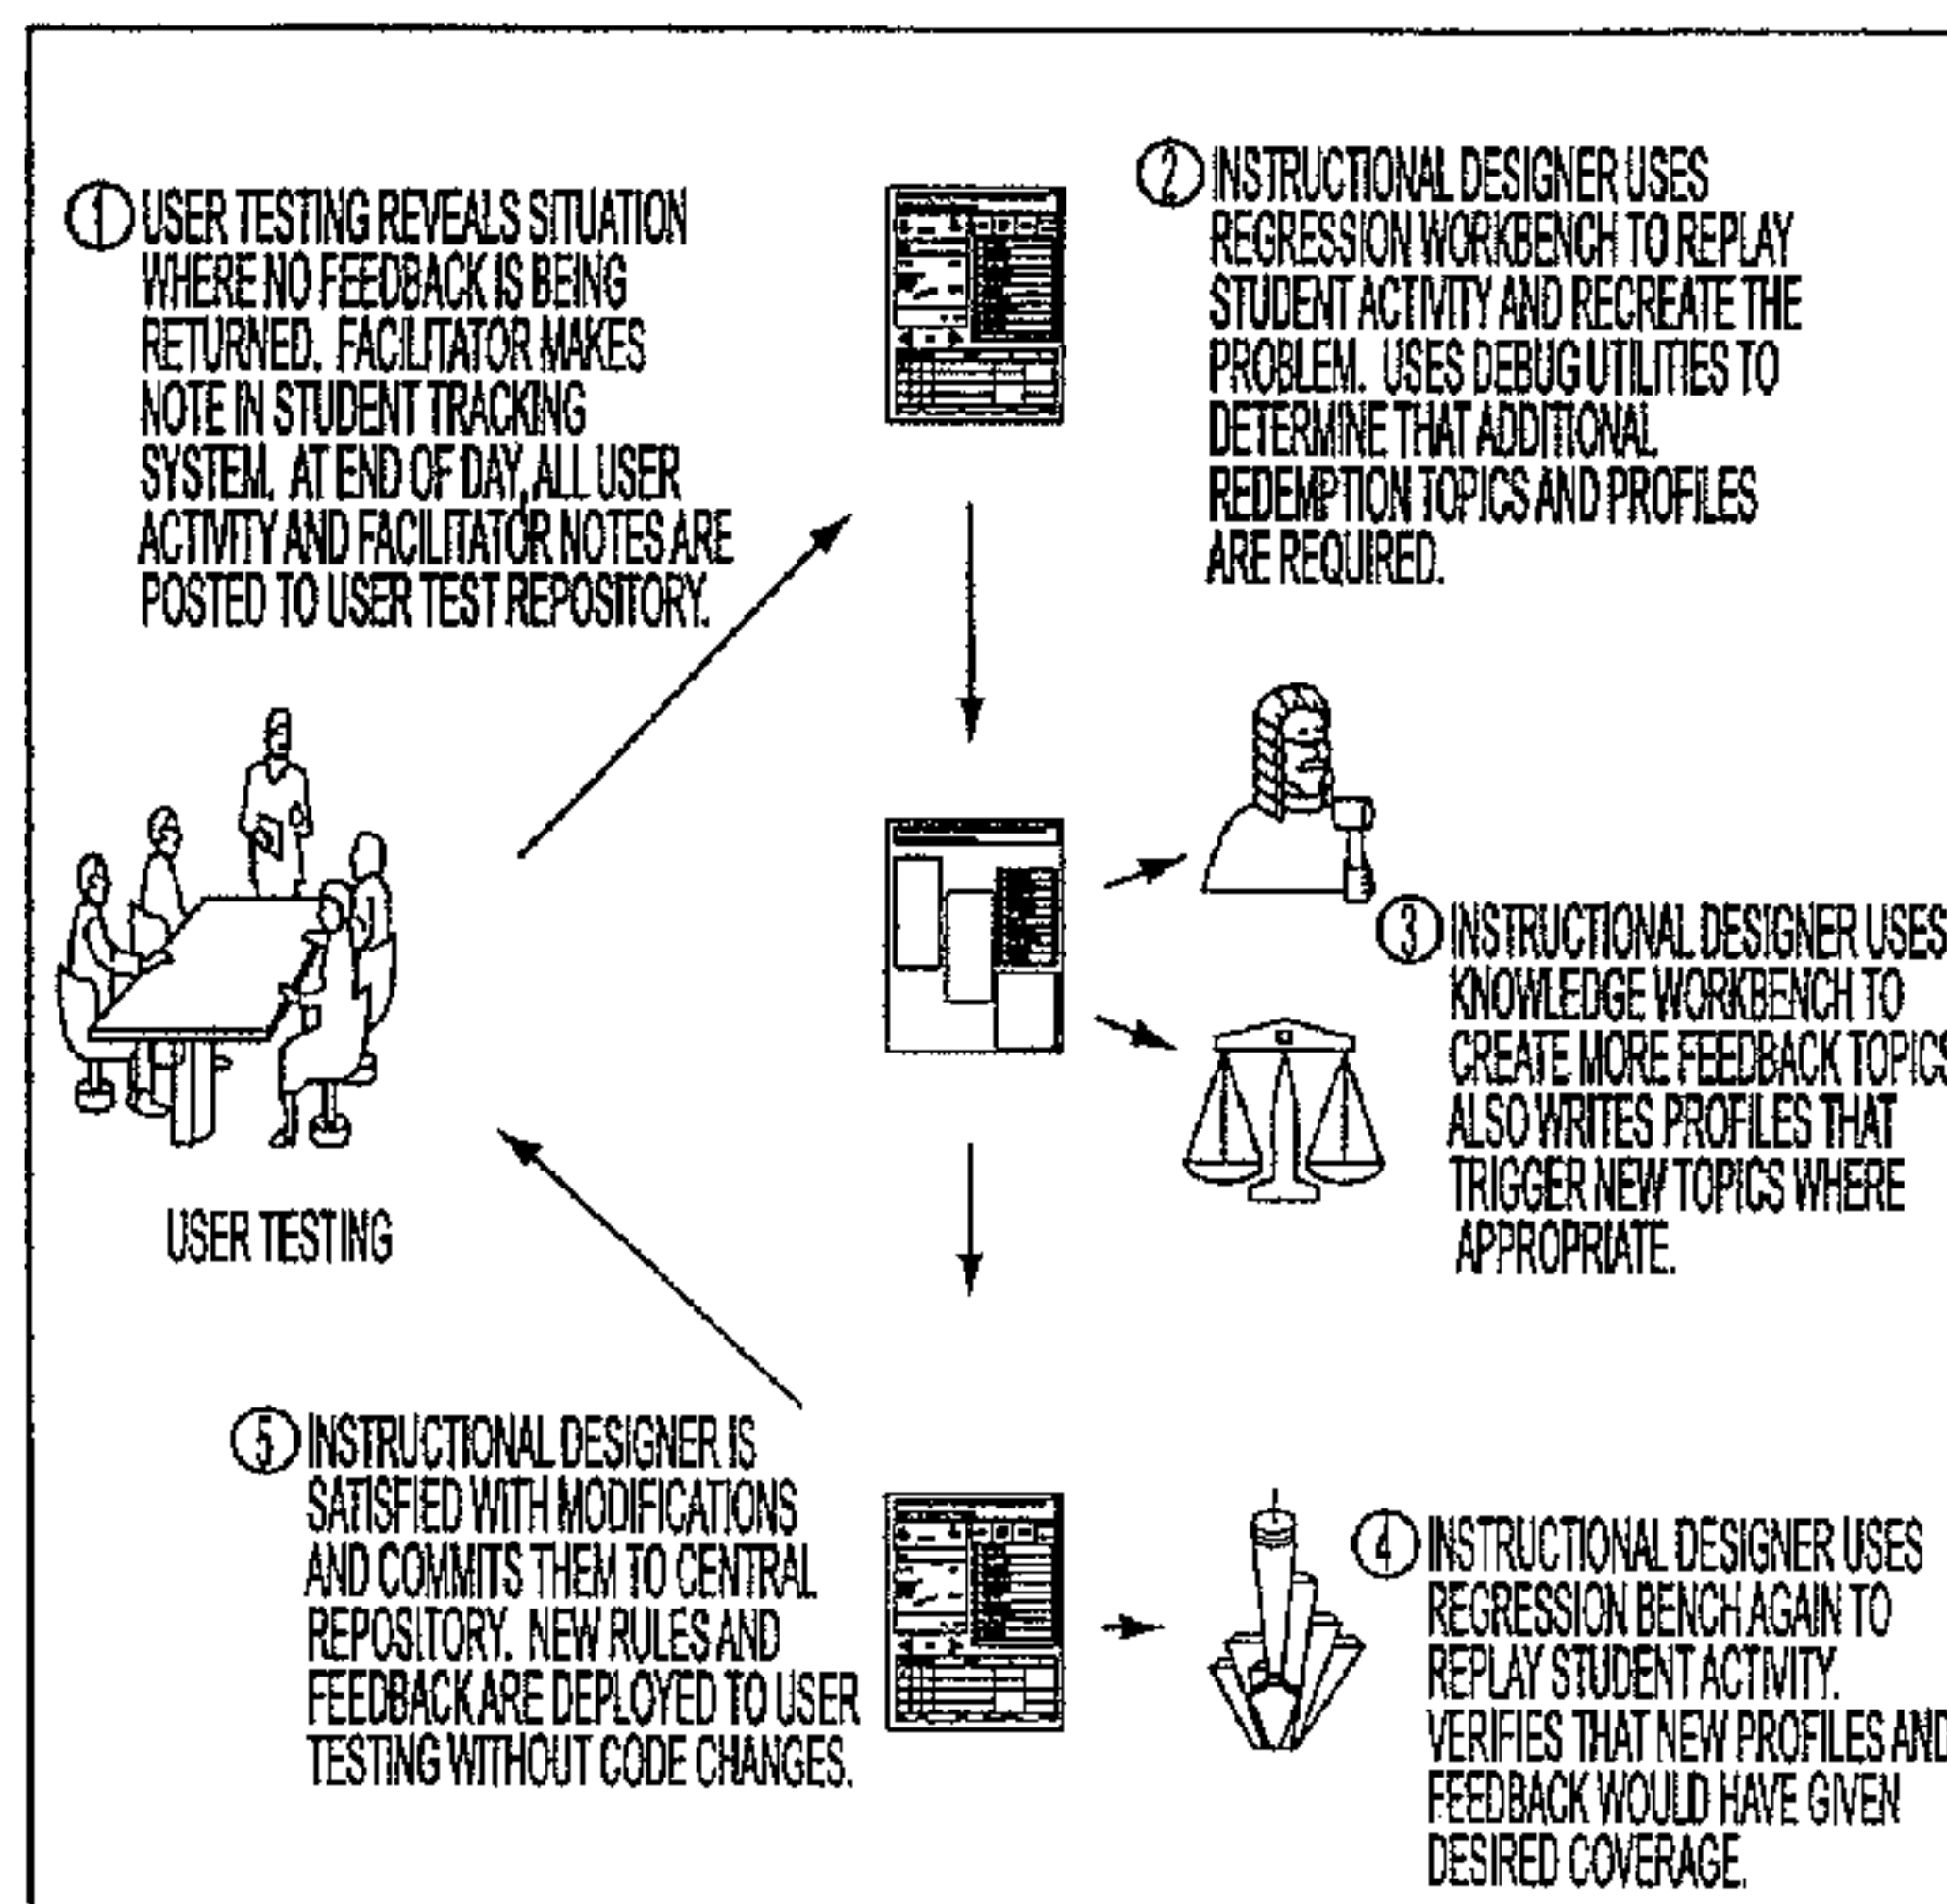 1 USER TESTING REVEALS SITUATION
WHERE NO FEEDBACK IS BEING
RETURNED. FACILITATOR MAKES
NOTE IN STUDENT TRACKING
SYSTEM. AT END OF DAY, ALL USER
ACTIVITY AND FACILITATOR NOTES ARE
POSTED TO USER TEST REPOSITORY.
2 INSTRUCTIONAL DESIGNER USES
REGRESSION WORKBENCH TO REPLAY
STUDENT ACTIVITY AND RECREATE THE
PROBLEM. USES DEBUG UTILITIES TO
DETERMINE THAT ADDITIONAL
REDEMPTION TOPICS AND PROFILES
ARE REQUIRED.
USER TESTING
3 INSTRUCTIONAL DESIGNER USES
KNOWLEDGE WORKBENCH TO
CREATE MORE FEEDBACK TOPICS
ALSO WRITES PROFILES THAT
TRIGGER NEW TOPICS WHERE
APPROPRIATE.
5 INSTRUCTIONAL DESIGNER IS
SATISFIED WITH MODIFICATIONS
AND COMMITS THEM TO CENTRAL
REPOSITORY. NEW RULES AND
FEEDBACK ARE DEPLOYED TO USER
TESTING WITHOUT CODE CHANGES.
4 INSTRUCTIONAL DESIGNER USES
REGRESSION BENCH AGAIN TO
REPLAY STUDENT ACTIVITY.
VERIFIES THAT NEW PROFILES AND
FEEDBACK WOULD HAVE GIVEN
DESIRED COVERAGE.